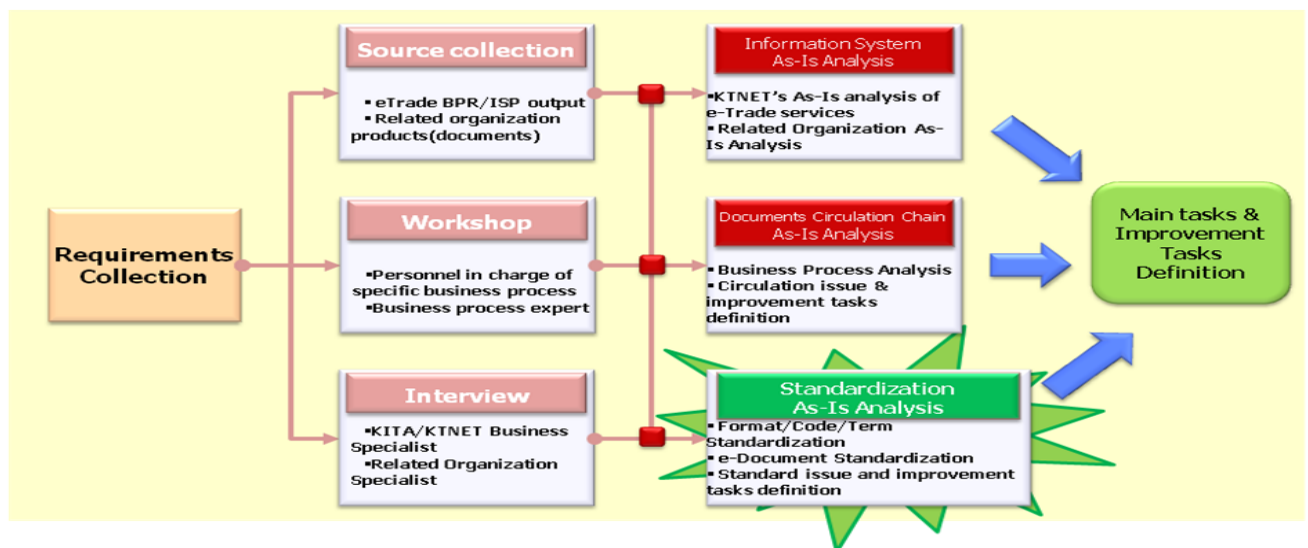 Requirements
Collection
Source collection
▪eTrade BPR/ISP output
▪Related organization
products(documents)
Workshop
▪Personnel in charge of
specific business process
▪Business process expert
Interview
▪KITA/KTNET Business
Specialist
▪Related Organization
Specialist
Information System
As-Is Analysis
▪KTNET's As-Is analysis of
e-Trade services
▪Related Organization As-
Is Analysis
Documents Circulation Chain
As-Is Analysis
▪Business Process Analysis
▪Circulation issue &
improvement tasks
definition
Standardization
As-Is Analysis
▪Format/Code/Term
Standardization
▪e-Document Standardization
▪Standard issue and improvement
tasks definition
Main tasks &
Improvement
Tasks
Definition